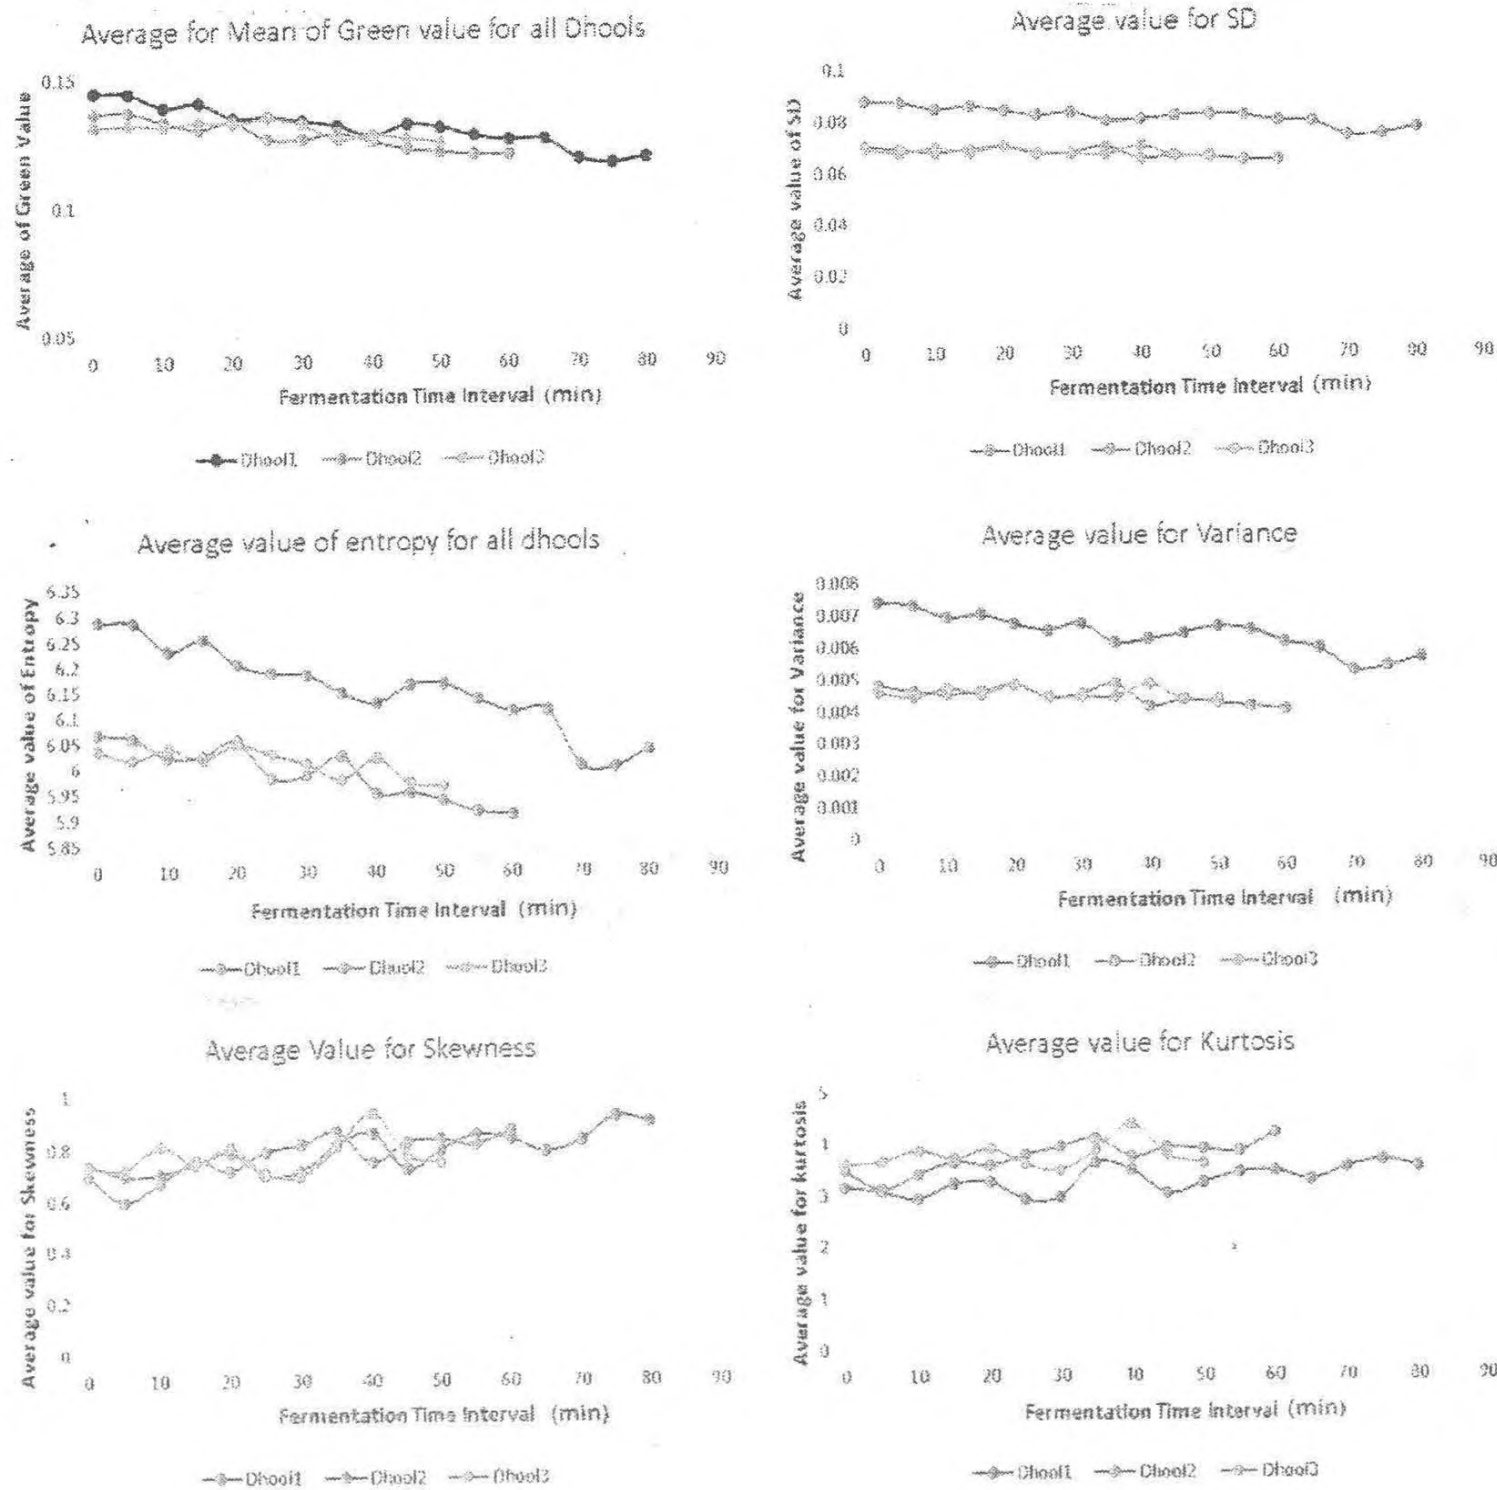 Average for Mean of Green value for all Dhools
Average of Green Value
0.15
0.1
0.05
0 10 20 30 40 50 60 70 80 90
Fermentation Time Interval (min)
Dhool1 Dhool2 Dhool3
Average value for SD
Average value of SD
0.1
0.08
0.06
0.04
0.02
0
0 10 20 30 40 50 60 70 80 90
Fermentation Time Interval (min)
Dhool1 Dhool2 Dhool3
Average value of entropy for all dhools
Average value of Entropy
6.35
6.3
6.25
6.2
6.15
6.1
6.05
6
5.95
5.9
5.85
0 10 20 30 40 50 60 70 80 90
Fermentation Time Interval (min)
Dhool1 Dhool2 Dhool3
Average value for Variance
Average value for Variance
0.008
0.007
0.006
0.005
0.004
0.003
0.002
0.001
0
0 10 20 30 40 50 60 70 80 90
Fermentation Time Interval (min)
Dhool1 Dhool2 Dhool3
Average Value for Skewness
Average value for Skewness
1
0.8
0.6
0.4
0.2
0
0 10 20 30 40 50 60 70 80 90
Fermentation Time Interval (min)
Dhool1 Dhool2 Dhool3
Average value for Kurtosis
Average value for kurtosis
5
4
3
2
1
0
0 10 20 30 40 50 60 70 80 90
Fermentation Time Interval (min)
Dhool1 Dhool2 Dhool3